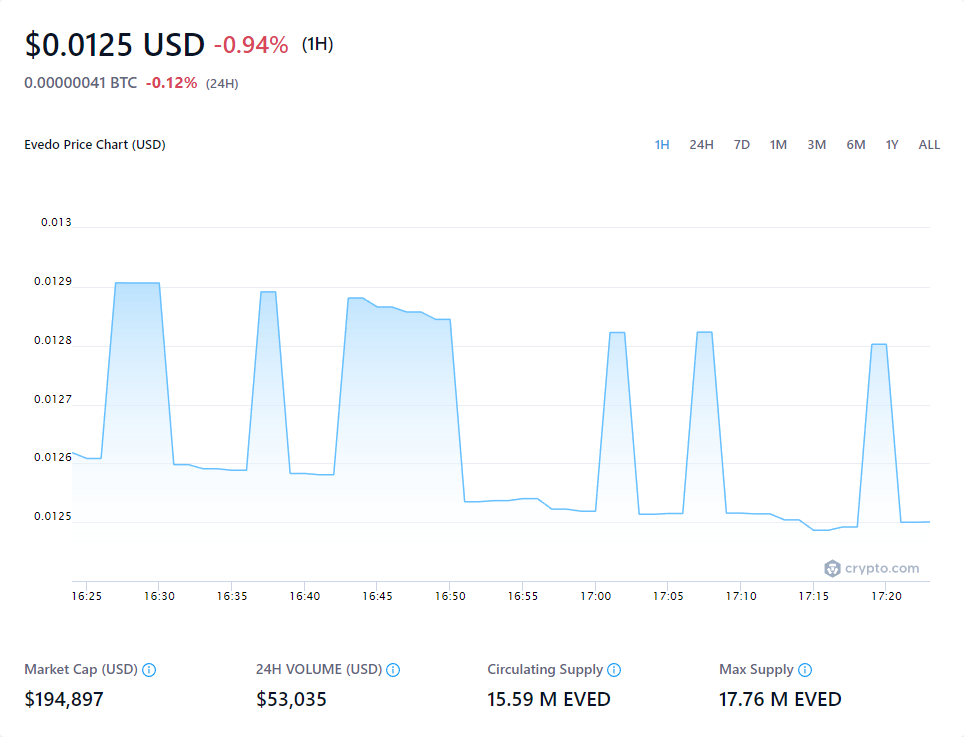 $0.0125 USD -0.94% (1H)
0.00000041 BTC -0.12% (24H)
Evedo Price Chart (USD) 1H 24H 7D 1M 3M 6M 1Y ALL
0.013
0.0129
0.0128
0.0127
0.0126
0.0125
crypto.com
16:25 16:30 16:35 16:40 16:45 16:50 16:55 17:00 17:05 17:10 17:15 17:20
Market Cap (USD) 24H VOLUME (USD) Circulating Supply Max Supply
$194,897 $53,035 15.59 M EVED 17.76 M EVED